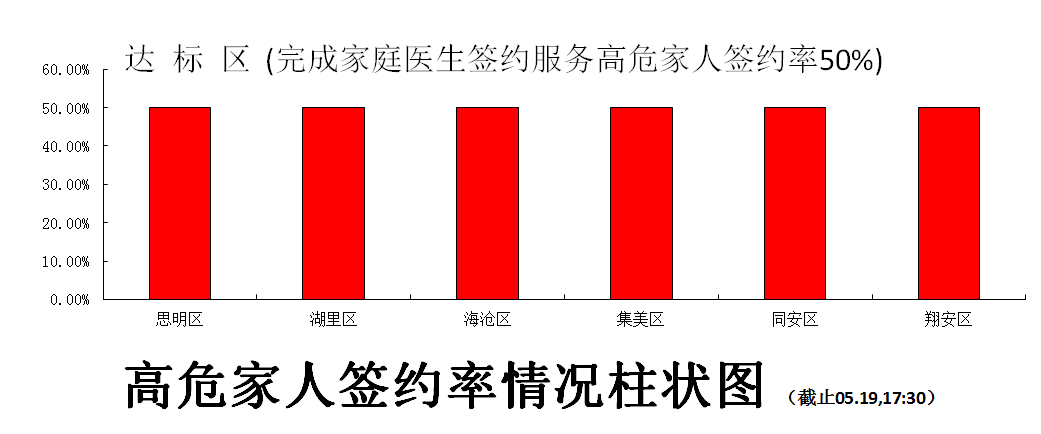 达 标 区 (完成家庭医生签约服务高危家人签约率50%)
60.00%
50.00%
40.00%
30.00%
20.00%
10.00%
0.00%
思明区 湖里区 海沧区 集美区 同安区 翔安区
高危家人签约率情况柱状图 （截止05.19,17:30）